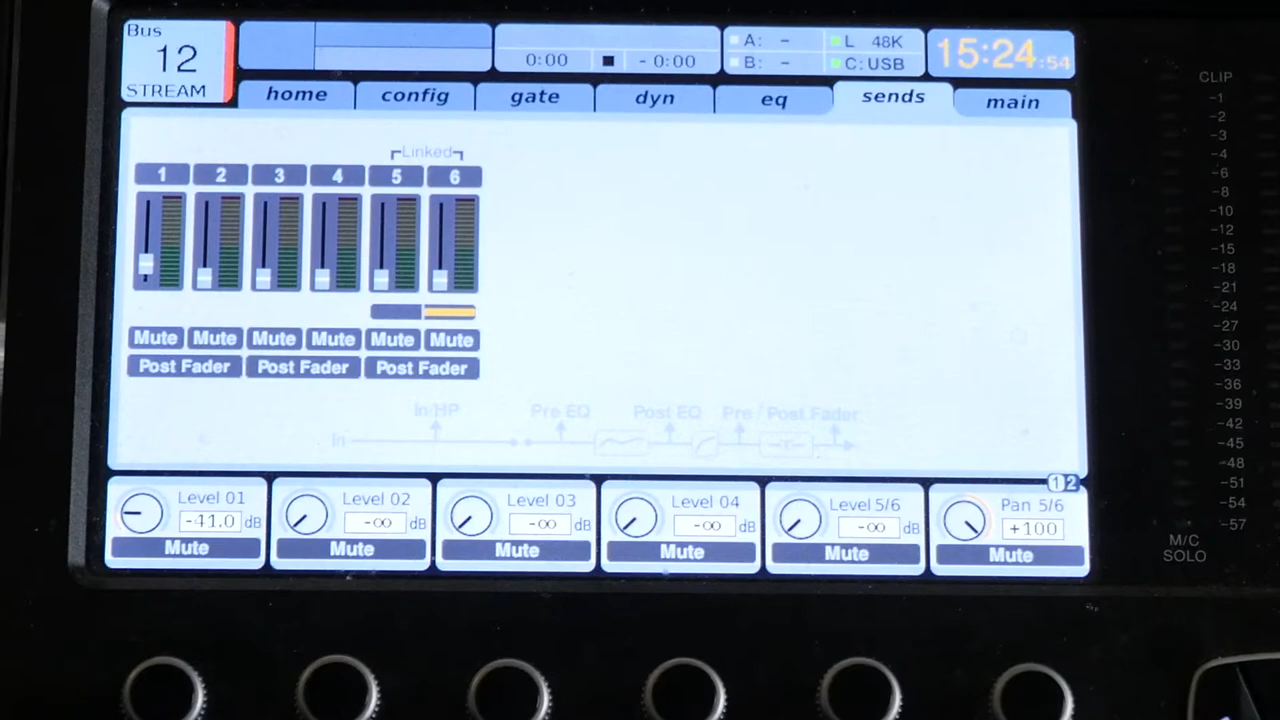 Bus
12
STREAM
0:00 - 0:00
A: -
B: -
L 48K
C: USB
15:24:54
home config gate dyn eq sends main
Linked
1 2 3 4 5 6
Mute Mute Mute Mute Mute Mute
Post Fader Post Fader Post Fader
In/HP Pre EQ Post EQ Pre / Post Fader
In
1 2
Level 01 Level 02 Level 03 Level 04 Level 5/6 Pan 5/6
-41.0 dB -∞ dB -∞ dB -∞ dB -∞ dB +100
Mute Mute Mute Mute Mute Mute
CLIP
-1
-2
-3
-4
-6
-8
-10
-12
-15
-18
-21
-24
-27
-30
-33
-36
-39
-42
-45
-48
-51
-54
-57
M/C
SOLO